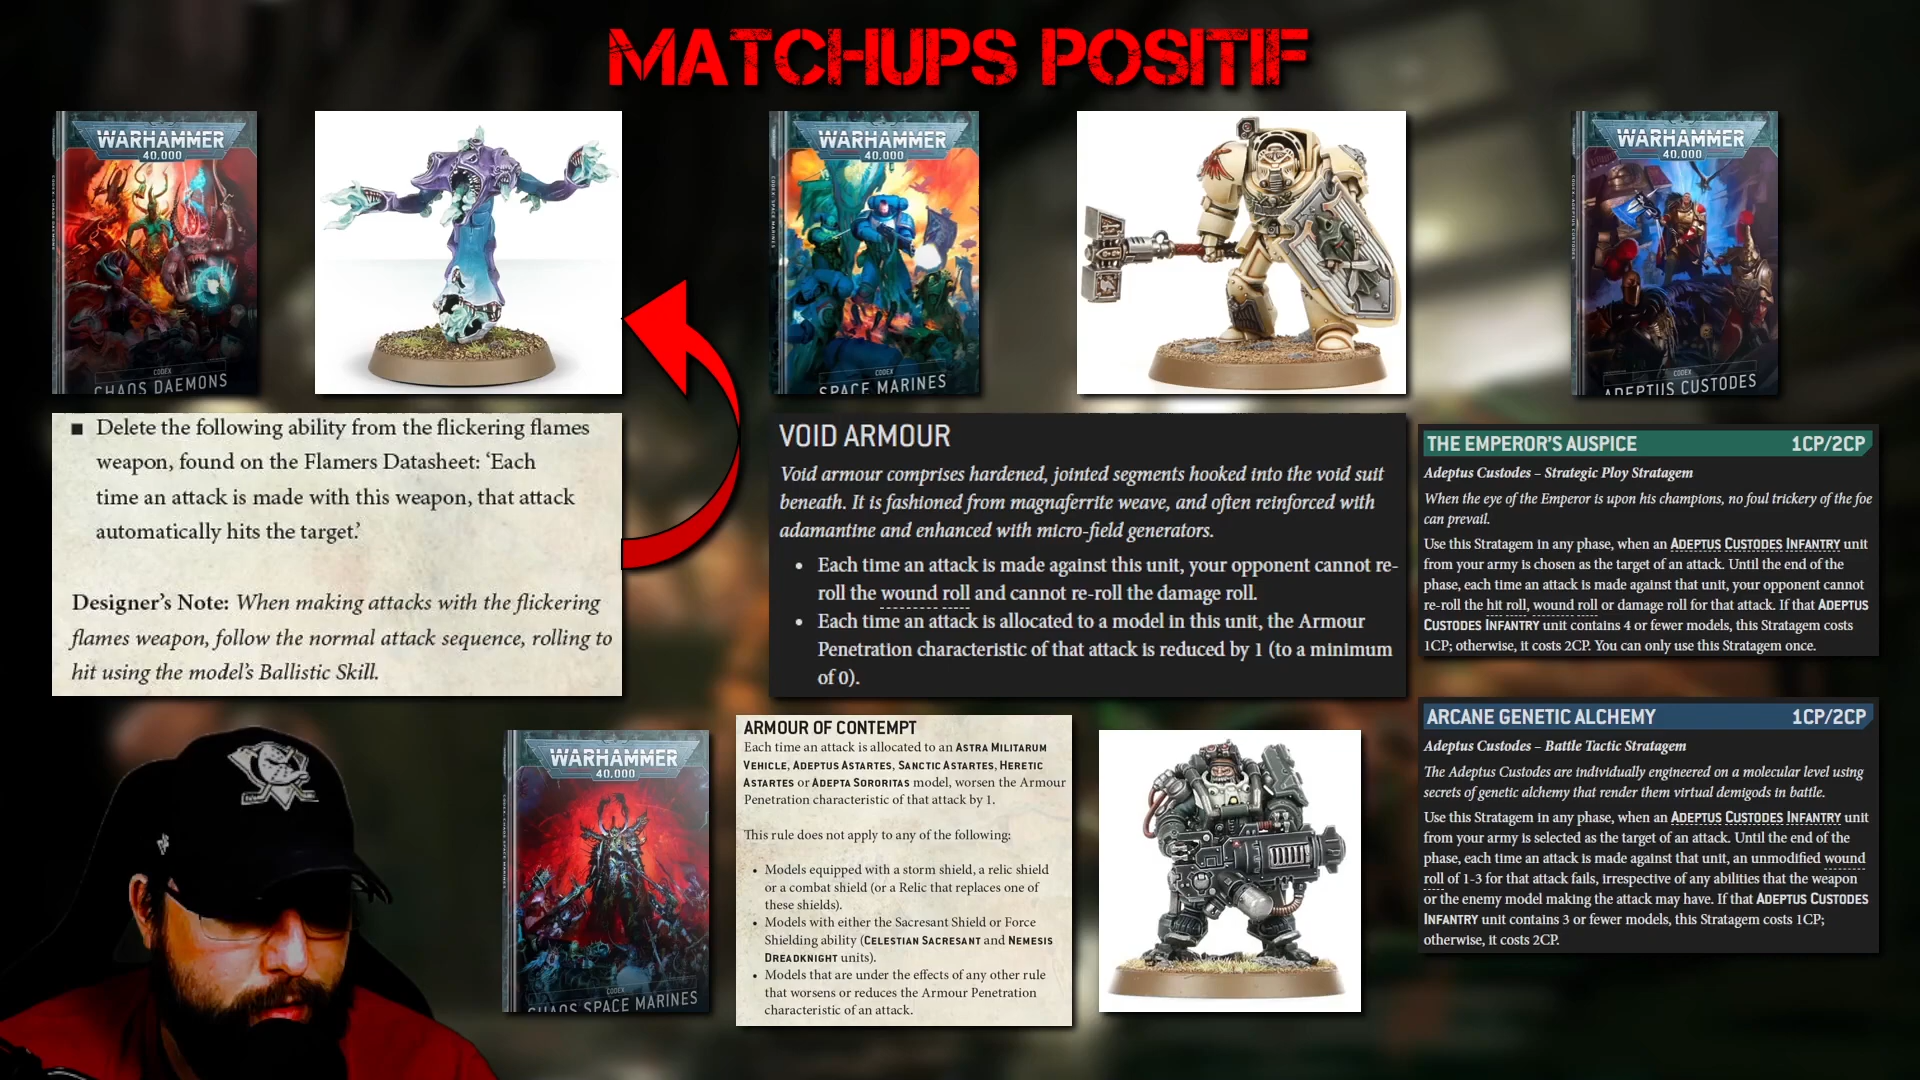 MATCHUPS POSITIF
WARHAMMER
40,000
CODEX
CHAOS DAEMONS
WARHAMMER
40,000
CODEX
SPACE MARINES
WARHAMMER
40,000
CODEX
ADEPTUS CUSTODES
■ Delete the following ability from the flickering flames
weapon, found on the Flamers Datasheet: ‘Each
time an attack is made with this weapon, that attack
automatically hits the target.’
Designer’s Note: When making attacks with the flickering
flames weapon, follow the normal attack sequence, rolling to
hit using the model’s Ballistic Skill.
VOID ARMOUR
Void armour comprises hardened, jointed segments hooked into the void suit
beneath. It is fashioned from magnaferrite weave, and often reinforced with
adamantine and enhanced with micro-field generators.
• Each time an attack is made against this unit, your opponent cannot re-
roll the wound roll and cannot re-roll the damage roll.
• Each time an attack is allocated to a model in this unit, the Armour
Penetration characteristic of that attack is reduced by 1 (to a minimum
of 0).
THE EMPEROR’S AUSPICE 1CP/2CP
Adeptus Custodes – Strategic Ploy Stratagem
When the eye of the Emperor is upon his champions, no foul trickery of the foe
can prevail.
Use this Stratagem in any phase, when an ADEPTUS CUSTODES INFANTRY unit
from your army is chosen as the target of an attack. Until the end of the
phase, each time an attack is made against that unit, your opponent cannot
re-roll the hit roll, wound roll or damage roll for that attack. If that ADEPTUS
CUSTODES INFANTRY unit contains 4 or fewer models, this Stratagem costs
1CP; otherwise, it costs 2CP. You can only use this Stratagem once.
ARCANE GENETIC ALCHEMY 1CP/2CP
Adeptus Custodes – Battle Tactic Stratagem
The Adeptus Custodes are individually engineered on a molecular level using
secrets of genetic alchemy that render them virtual demigods in battle.
Use this Stratagem in any phase, when an ADEPTUS CUSTODES INFANTRY unit
from your army is selected as the target of an attack. Until the end of the
phase, each time an attack is made against that unit, an unmodified wound
roll of 1-3 for that attack fails, irrespective of any abilities that the weapon
or the enemy model making the attack may have. If that ADEPTUS CUSTODES
INFANTRY unit contains 3 or fewer models, this Stratagem costs 1CP;
otherwise, it costs 2CP.
WARHAMMER
40,000
CODEX
CHAOS SPACE MARINES
ARMOUR OF CONTEMPT
Each time an attack is allocated to an ASTRA MILITARUM
VEHICLE, ADEPTUS ASTARTES, SANCTIC ASTARTES, HERETIC
ASTARTES or ADEPTA SORORITAS model, worsen the Armour
Penetration characteristic of that attack by 1.
This rule does not apply to any of the following:
• Models equipped with a storm shield, a relic shield
or a combat shield (or a Relic that replaces one of
these shields).
• Models with either the Sacresant Shield or Force
Shielding ability (CELESTIAN SACRESANT and NEMESIS
DREADKNIGHT units).
• Models that are under the effects of any other rule
that worsens or reduces the Armour Penetration
characteristic of an attack.